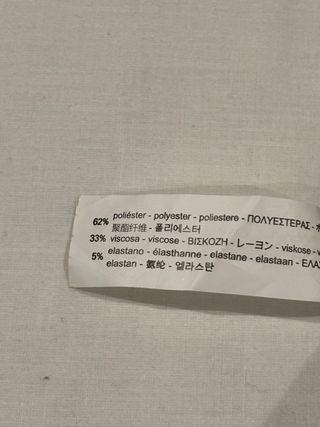 62% poliéster - polyester - poliestere - ΠΟΛΥΕΣΤΕΡΑΣ -
聚酯纤维 - 폴리에스터
33% viscosa - viscose - ΒΙΣΚΟΖΗ - レーヨン - viskose -
5% elastano - élasthanne - elastane - elastaan - ΕΛΑΣ
elastan - 氨纶 - 엘라스탄